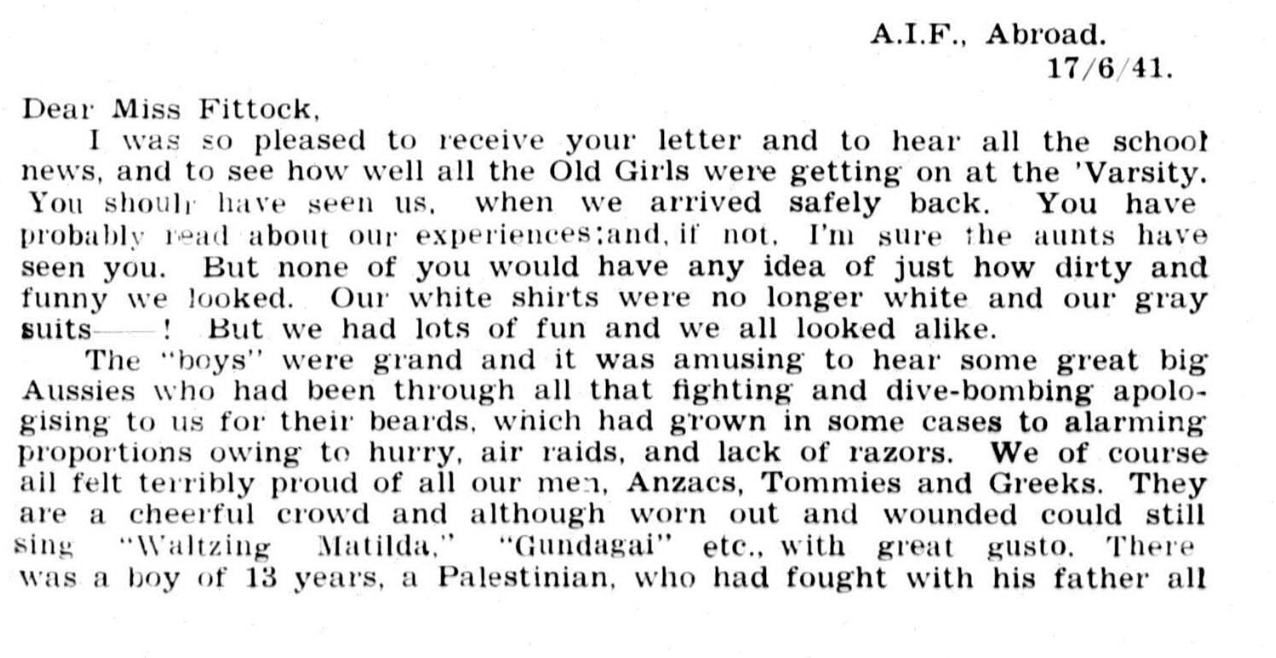 A.I.F., Abroad.
17/6/41.
Dear Miss Fittock,
I was so pleased to receive your letter and to hear all the school
news, and to see how well all the Old Girls were getting on at the 'Varsity.
You shoulr have seen us, when we arrived safely back. You have
probably read about our experiences; and, if not, I'm sure the aunts have
seen you. But none of you would have any idea of just how dirty and
funny we looked. Our white shirts were no longer white and our gray
suits——! But we had lots of fun and we all looked alike.
The "boys" were grand and it was amusing to hear some great big
Aussies who had been through all that fighting and dive-bombing apolo-
gising to us for their beards, which had grown in some cases to alarming
proportions owing to hurry, air raids, and lack of razors. We of course
all felt terribly proud of all our men, Anzacs, Tommies and Greeks. They
are a cheerful crowd and although worn out and wounded could still
sing "Waltzing Matilda," "Gundagai" etc., with great gusto. There
was a boy of 13 years, a Palestinian, who had fought with his father all